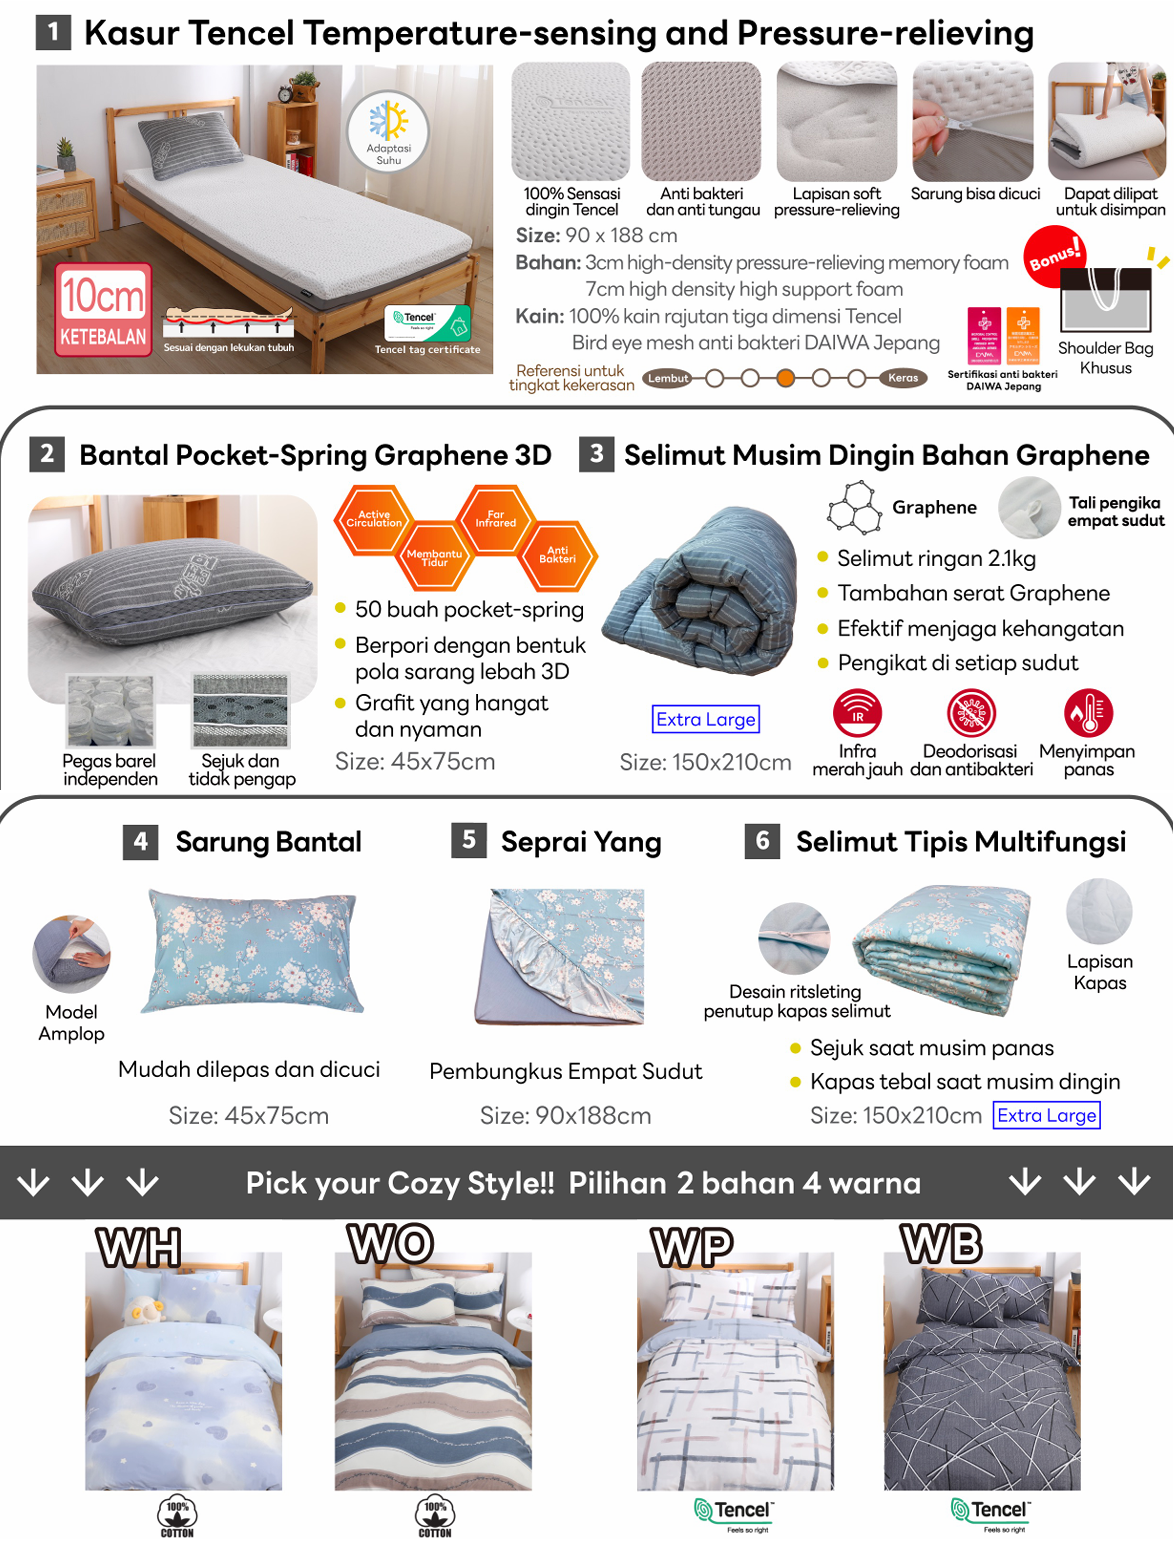 1 Kasur Tencel Temperature-sensing and Pressure-relieving
Adaptasi
Suhu
10cm
KETEBALAN
Sesuai dengan lekukan tubuh
Tencel
Feels so right
Tencel tag certificate
100% Sensasi
dingin Tencel
Anti bakteri
dan anti tungau
Lapisan soft
pressure-relieving
Sarung bisa dicuci
Dapat dilipat
untuk disimpan
Size: 90 x 188 cm
Bahan: 3cm high-density pressure-relieving memory foam
7cm high density high support foam
Kain: 100% kain rajutan tiga dimensi Tencel
Bird eye mesh anti bakteri DAIWA Jepang
Referensi untuk
tingkat kekerasan
Lembut
Keras
Sertifikasi anti bakteri
DAIWA Jepang
Bonus!
Shoulder Bag
Khusus
2 Bantal Pocket-Spring Graphene 3D
Active
Circulation
Membantu
Tidur
Far
Infrared
Anti
Bakteri
50 buah pocket-spring
Berpori dengan bentuk
pola sarang lebah 3D
Grafit yang hangat
dan nyaman
Size: 45x75cm
Pegas barel
independen
Sejuk dan
tidak pengap
3 Selimut Musim Dingin Bahan Graphene
Graphene
Tali pengika
empat sudut
Selimut ringan 2.1kg
Tambahan serat Graphene
Efektif menjaga kehangatan
Pengikat di setiap sudut
Extra Large
Size: 150x210cm
IR
Infra
merah jauh
Deodorisasi
dan antibakteri
Menyimpan
panas
4 Sarung Bantal
Model
Amplop
Mudah dilepas dan dicuci
Size: 45x75cm
5 Seprai Yang
Pembungkus Empat Sudut
Size: 90x188cm
6 Selimut Tipis Multifungsi
Desain ritsleting
penutup kapas selimut
Lapisan
Kapas
Sejuk saat musim panas
Kapas tebal saat musim dingin
Size: 150x210cm Extra Large
Pick your Cozy Style!! Pilihan 2 bahan 4 warna
WH
WO
WP
WB
100%
COTTON
100%
COTTON
Tencel™
Feels so right
Tencel™
Feels so right